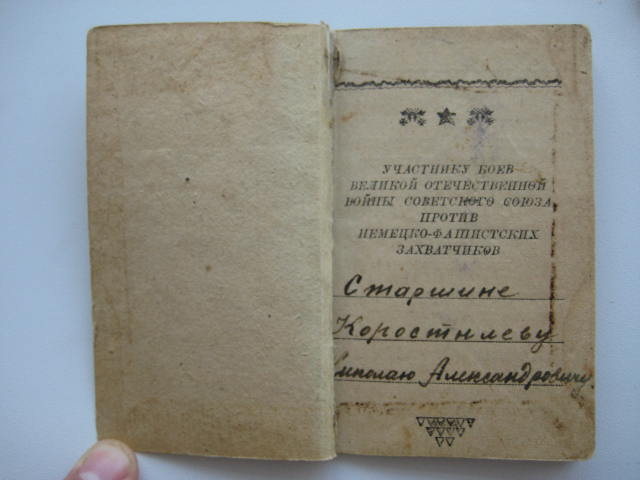 УЧАСТНИКУ БОЕВ
ВЕЛИКОЙ ОТЕЧЕСТВЕННОЙ
ВОЙНЫ СОВЕТСКОГО СОЮЗА
ПРОТИВ
НЕМЕЦКО-ФАШИСТСКИХ
ЗАХВАТЧИКОВ
Старшине
Коростылеву
Николаю Александровичу